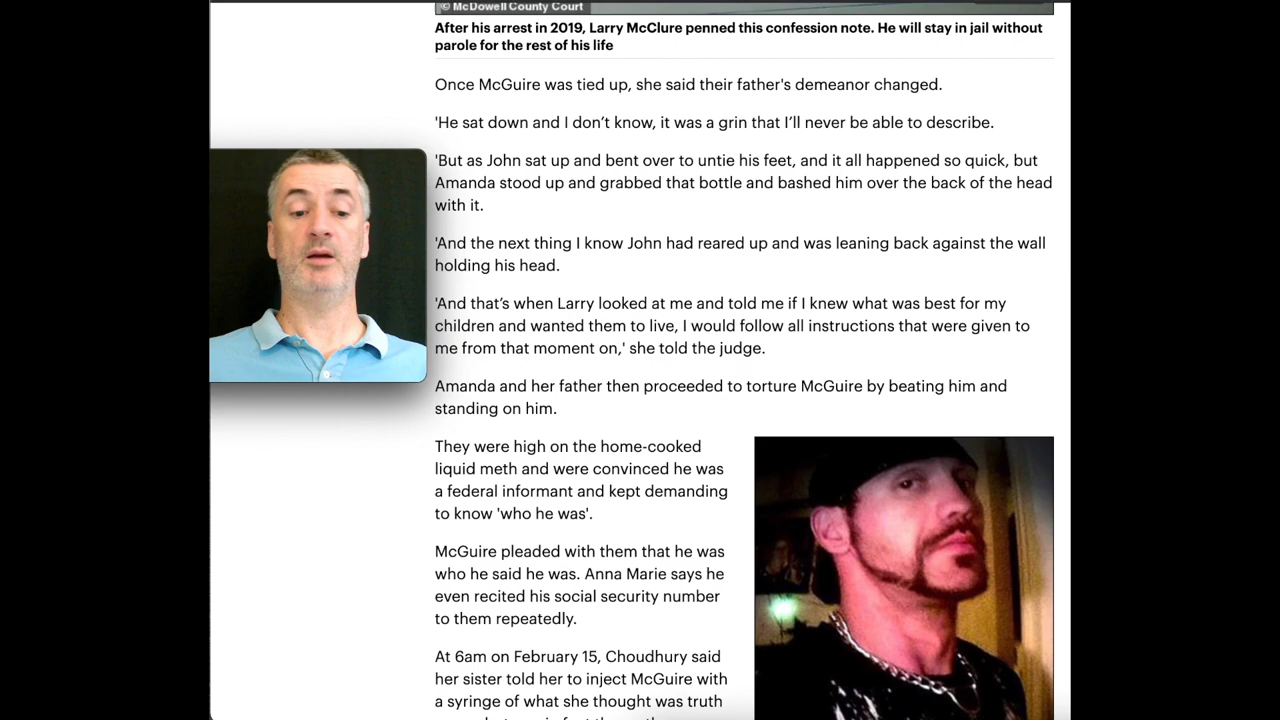 © McDowell County Court
After his arrest in 2019, Larry McClure penned this confession note. He will stay in jail without
parole for the rest of his life
Once McGuire was tied up, she said their father's demeanor changed.
'He sat down and I don’t know, it was a grin that I’ll never be able to describe.
'But as John sat up and bent over to untie his feet, and it all happened so quick, but
Amanda stood up and grabbed that bottle and bashed him over the back of the head
with it.
'And the next thing I know John had reared up and was leaning back against the wall
holding his head.
'And that’s when Larry looked at me and told me if I knew what was best for my
children and wanted them to live, I would follow all instructions that were given to
me from that moment on,' she told the judge.
Amanda and her father then proceeded to torture McGuire by beating him and
standing on him.
They were high on the home-cooked
liquid meth and were convinced he was
a federal informant and kept demanding
to know 'who he was'.
McGuire pleaded with them that he was
who he said he was. Anna Marie says he
even recited his social security number
to them repeatedly.
At 6am on February 15, Choudhury said
her sister told her to inject McGuire with
a syringe of what she thought was truth